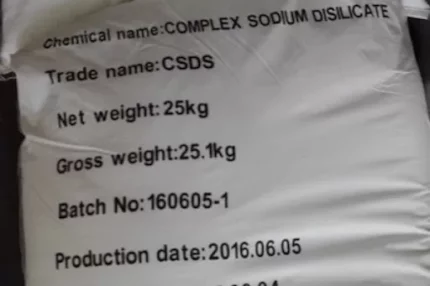 Chemical name:COMPLEX SODIUM DISILICATE
Trade name:CSDS
Net weight:25kg
Gross weight:25.1kg
Batch No:160605-1
Production date:2016.06.05